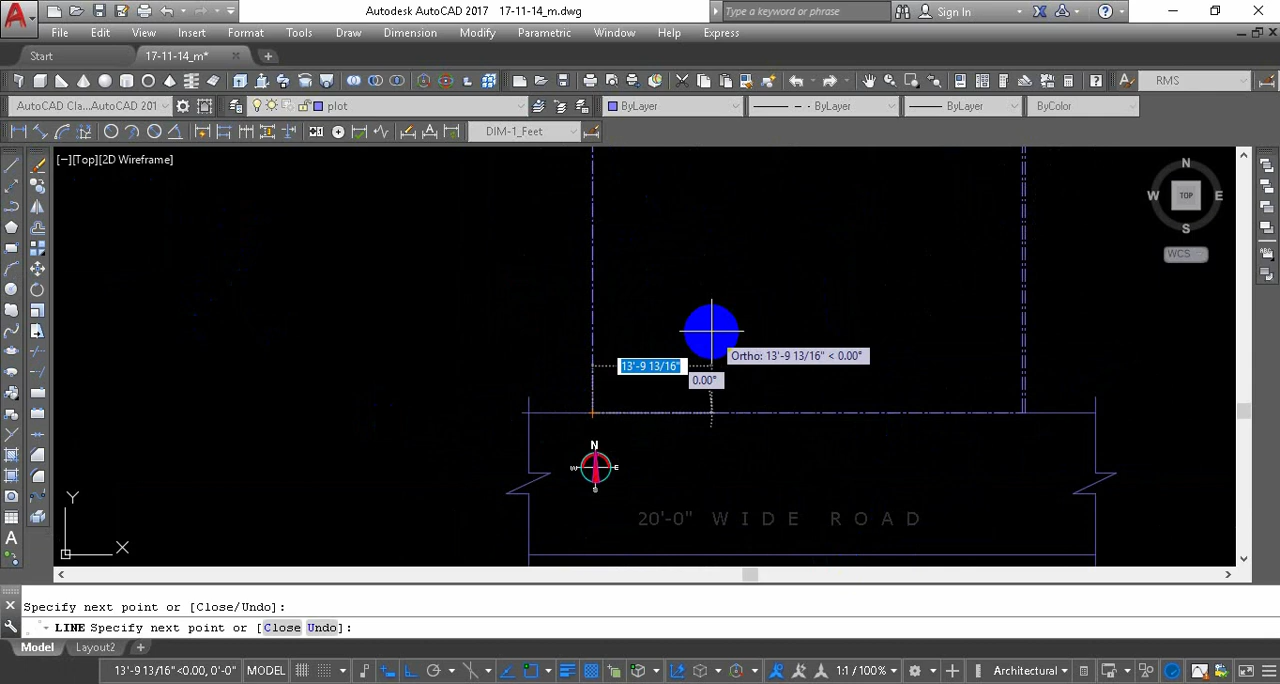 Autodesk AutoCAD 2017 17-11-14_m.dwg
Type a keyword or phrase
Sign In
File Edit View Insert Format Tools Draw Dimension Modify Parametric Window Help Express
Start
17-11-14_m*
RMS
AutoCAD Cla...AutoCAD 201
plot
ByLayer
ByLayer
ByLayer
ByColor
DIM-1_Feet
[−][Top][2D Wireframe]
N
W
TOP
E
S
WCS
13'-9 13/16"
Ortho: 13'-9 13/16" < 0.00°
0.00°
N
W
E
S
20'-0" WIDE ROAD
Y
X
Specify next point or [Close/Undo]:
LINE Specify next point or [Close Undo]:
Model
Layout2
13'-9 13/16"<0.00, 0'-0"
MODEL
1:1 / 100%
Architectural